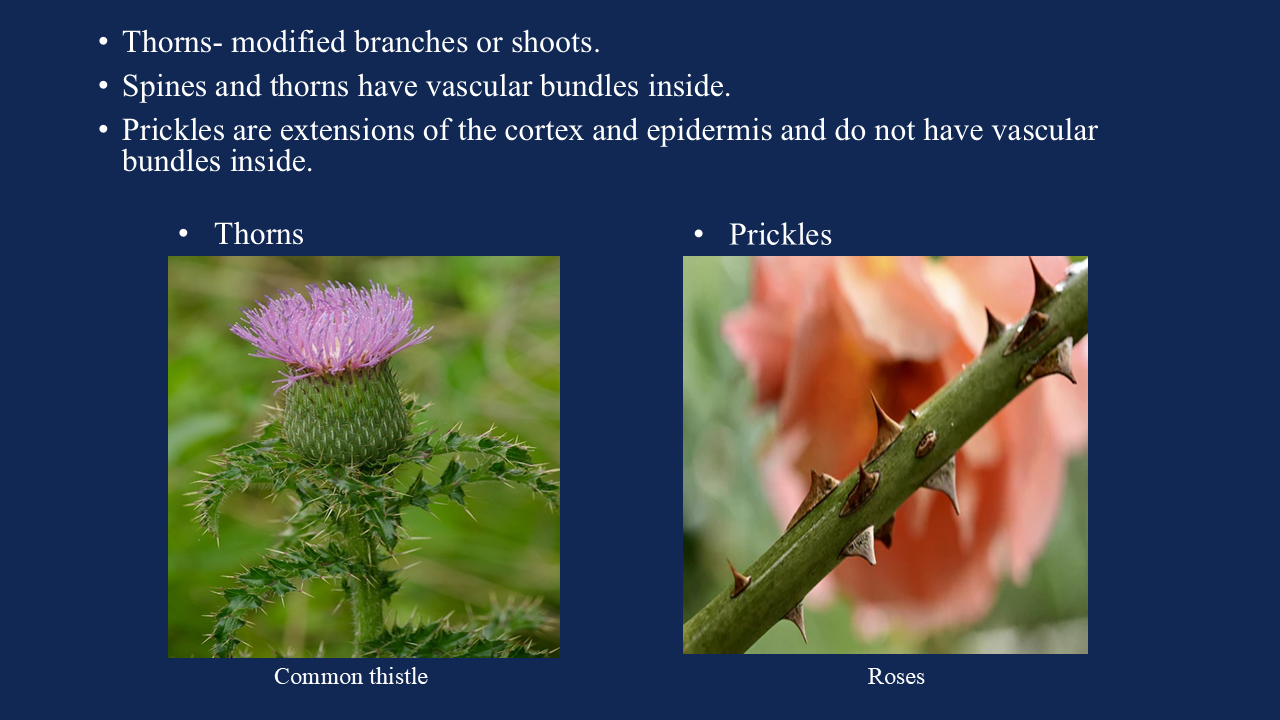 • Thorns- modified branches or shoots.
• Spines and thorns have vascular bundles inside.
• Prickles are extensions of the cortex and epidermis and do not have vascular
bundles inside.
• Thorns
• Prickles
Common thistle
Roses